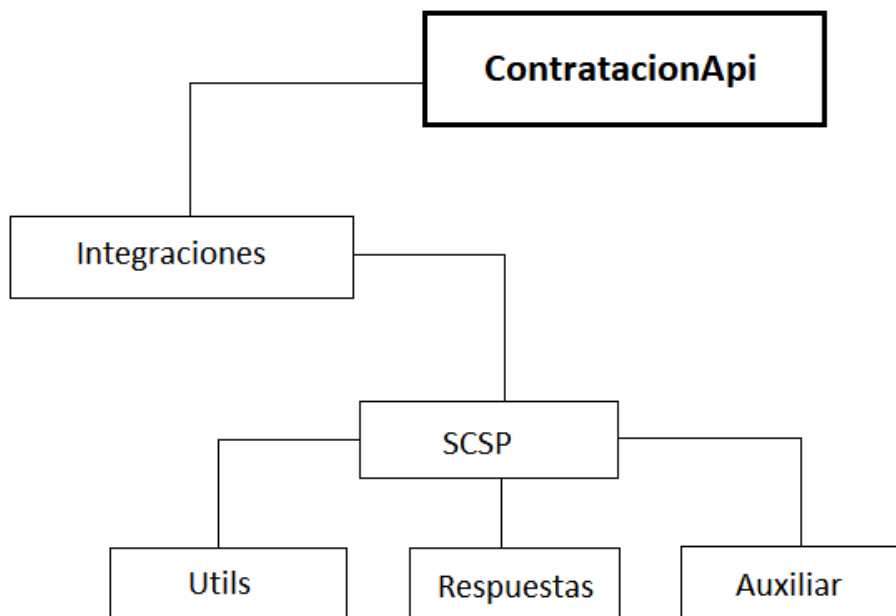 ContratacionApi
Integraciones
SCSP
Utils
Respuestas
Auxiliar